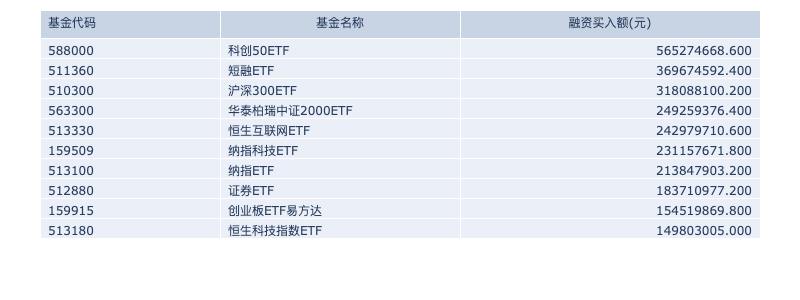 基金代码 基金名称 融资买入额(元)
588000 科创50ETF 565274668.600
511360 短融ETF 369674592.400
510300 沪深300ETF 318088100.200
563300 华泰柏瑞中证2000ETF 249259376.400
513330 恒生互联网ETF 242979710.600
159509 纳指科技ETF 231157671.800
513100 纳指ETF 213847903.200
512880 证券ETF 183710977.200
159915 创业板ETF易方达 154519869.800
513180 恒生科技指数ETF 149803005.000